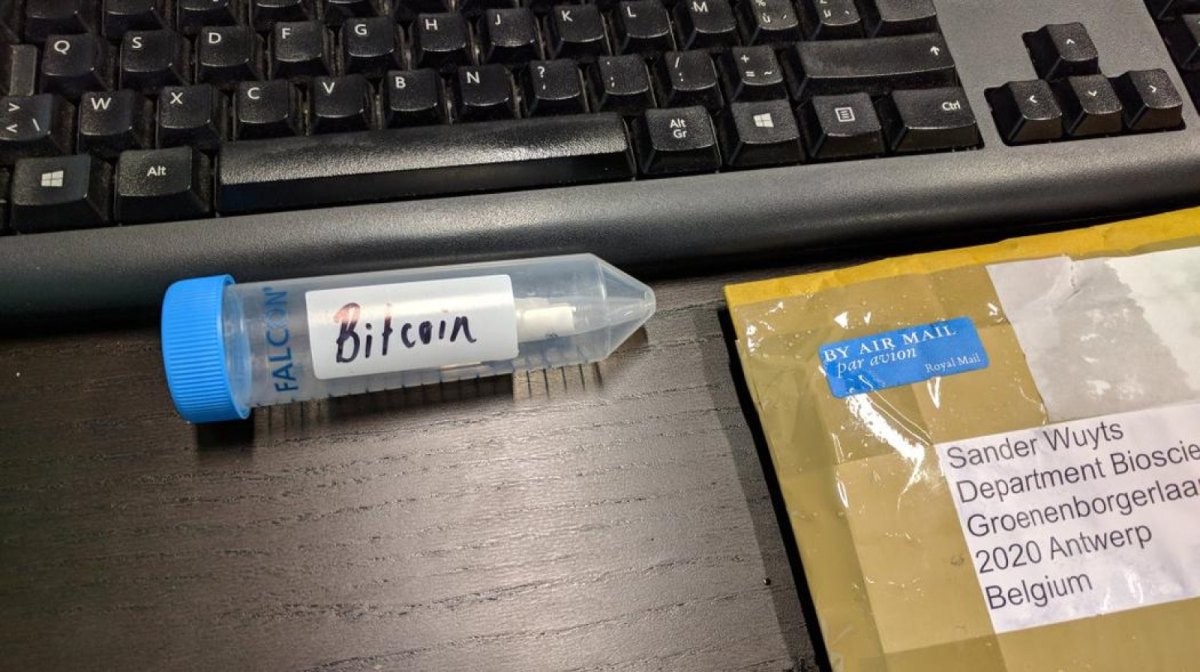 Q S D F G H J K L M % ù £
> < \ W X C V B N ? , . ; / : + = ~
Alt Alt Gr Ctrl
FALCON
Bitcoin
BY AIR MAIL
par avion
Royal Mail
Sander Wuyts
Department Bioscie
Groenenborgerlaa
2020 Antwerp
Belgium